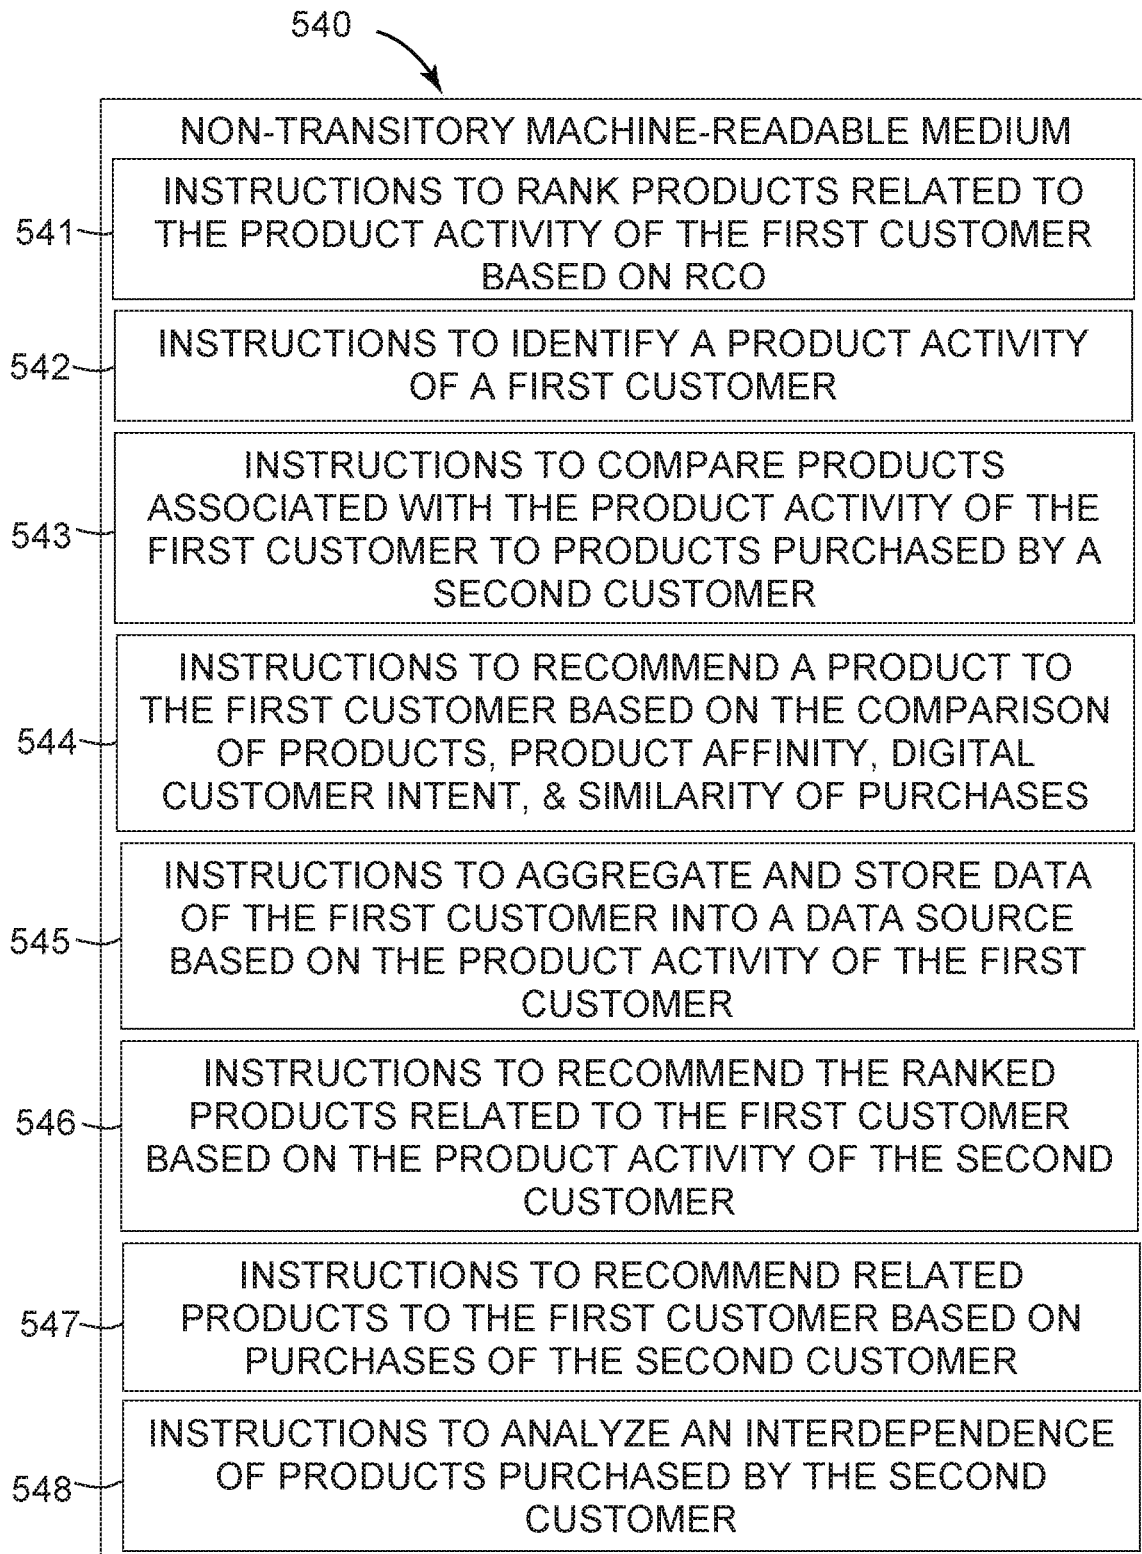 540
NON-TRANSITORY MACHINE-READABLE MEDIUM
541
INSTRUCTIONS TO RANK PRODUCTS RELATED TO
THE PRODUCT ACTIVITY OF THE FIRST CUSTOMER
BASED ON RCO
542
INSTRUCTIONS TO IDENTIFY A PRODUCT ACTIVITY
OF A FIRST CUSTOMER
543
INSTRUCTIONS TO COMPARE PRODUCTS
ASSOCIATED WITH THE PRODUCT ACTIVITY OF THE
FIRST CUSTOMER TO PRODUCTS PURCHASED BY A
SECOND CUSTOMER
544
INSTRUCTIONS TO RECOMMEND A PRODUCT TO
THE FIRST CUSTOMER BASED ON THE COMPARISON
OF PRODUCTS, PRODUCT AFFINITY, DIGITAL
CUSTOMER INTENT, & SIMILARITY OF PURCHASES
545
INSTRUCTIONS TO AGGREGATE AND STORE DATA
OF THE FIRST CUSTOMER INTO A DATA SOURCE
BASED ON THE PRODUCT ACTIVITY OF THE FIRST
CUSTOMER
546
INSTRUCTIONS TO RECOMMEND THE RANKED
PRODUCTS RELATED TO THE FIRST CUSTOMER
BASED ON THE PRODUCT ACTIVITY OF THE SECOND
CUSTOMER
547
INSTRUCTIONS TO RECOMMEND RELATED
PRODUCTS TO THE FIRST CUSTOMER BASED ON
PURCHASES OF THE SECOND CUSTOMER
548
INSTRUCTIONS TO ANALYZE AN INTERDEPENDENCE
OF PRODUCTS PURCHASED BY THE SECOND
CUSTOMER